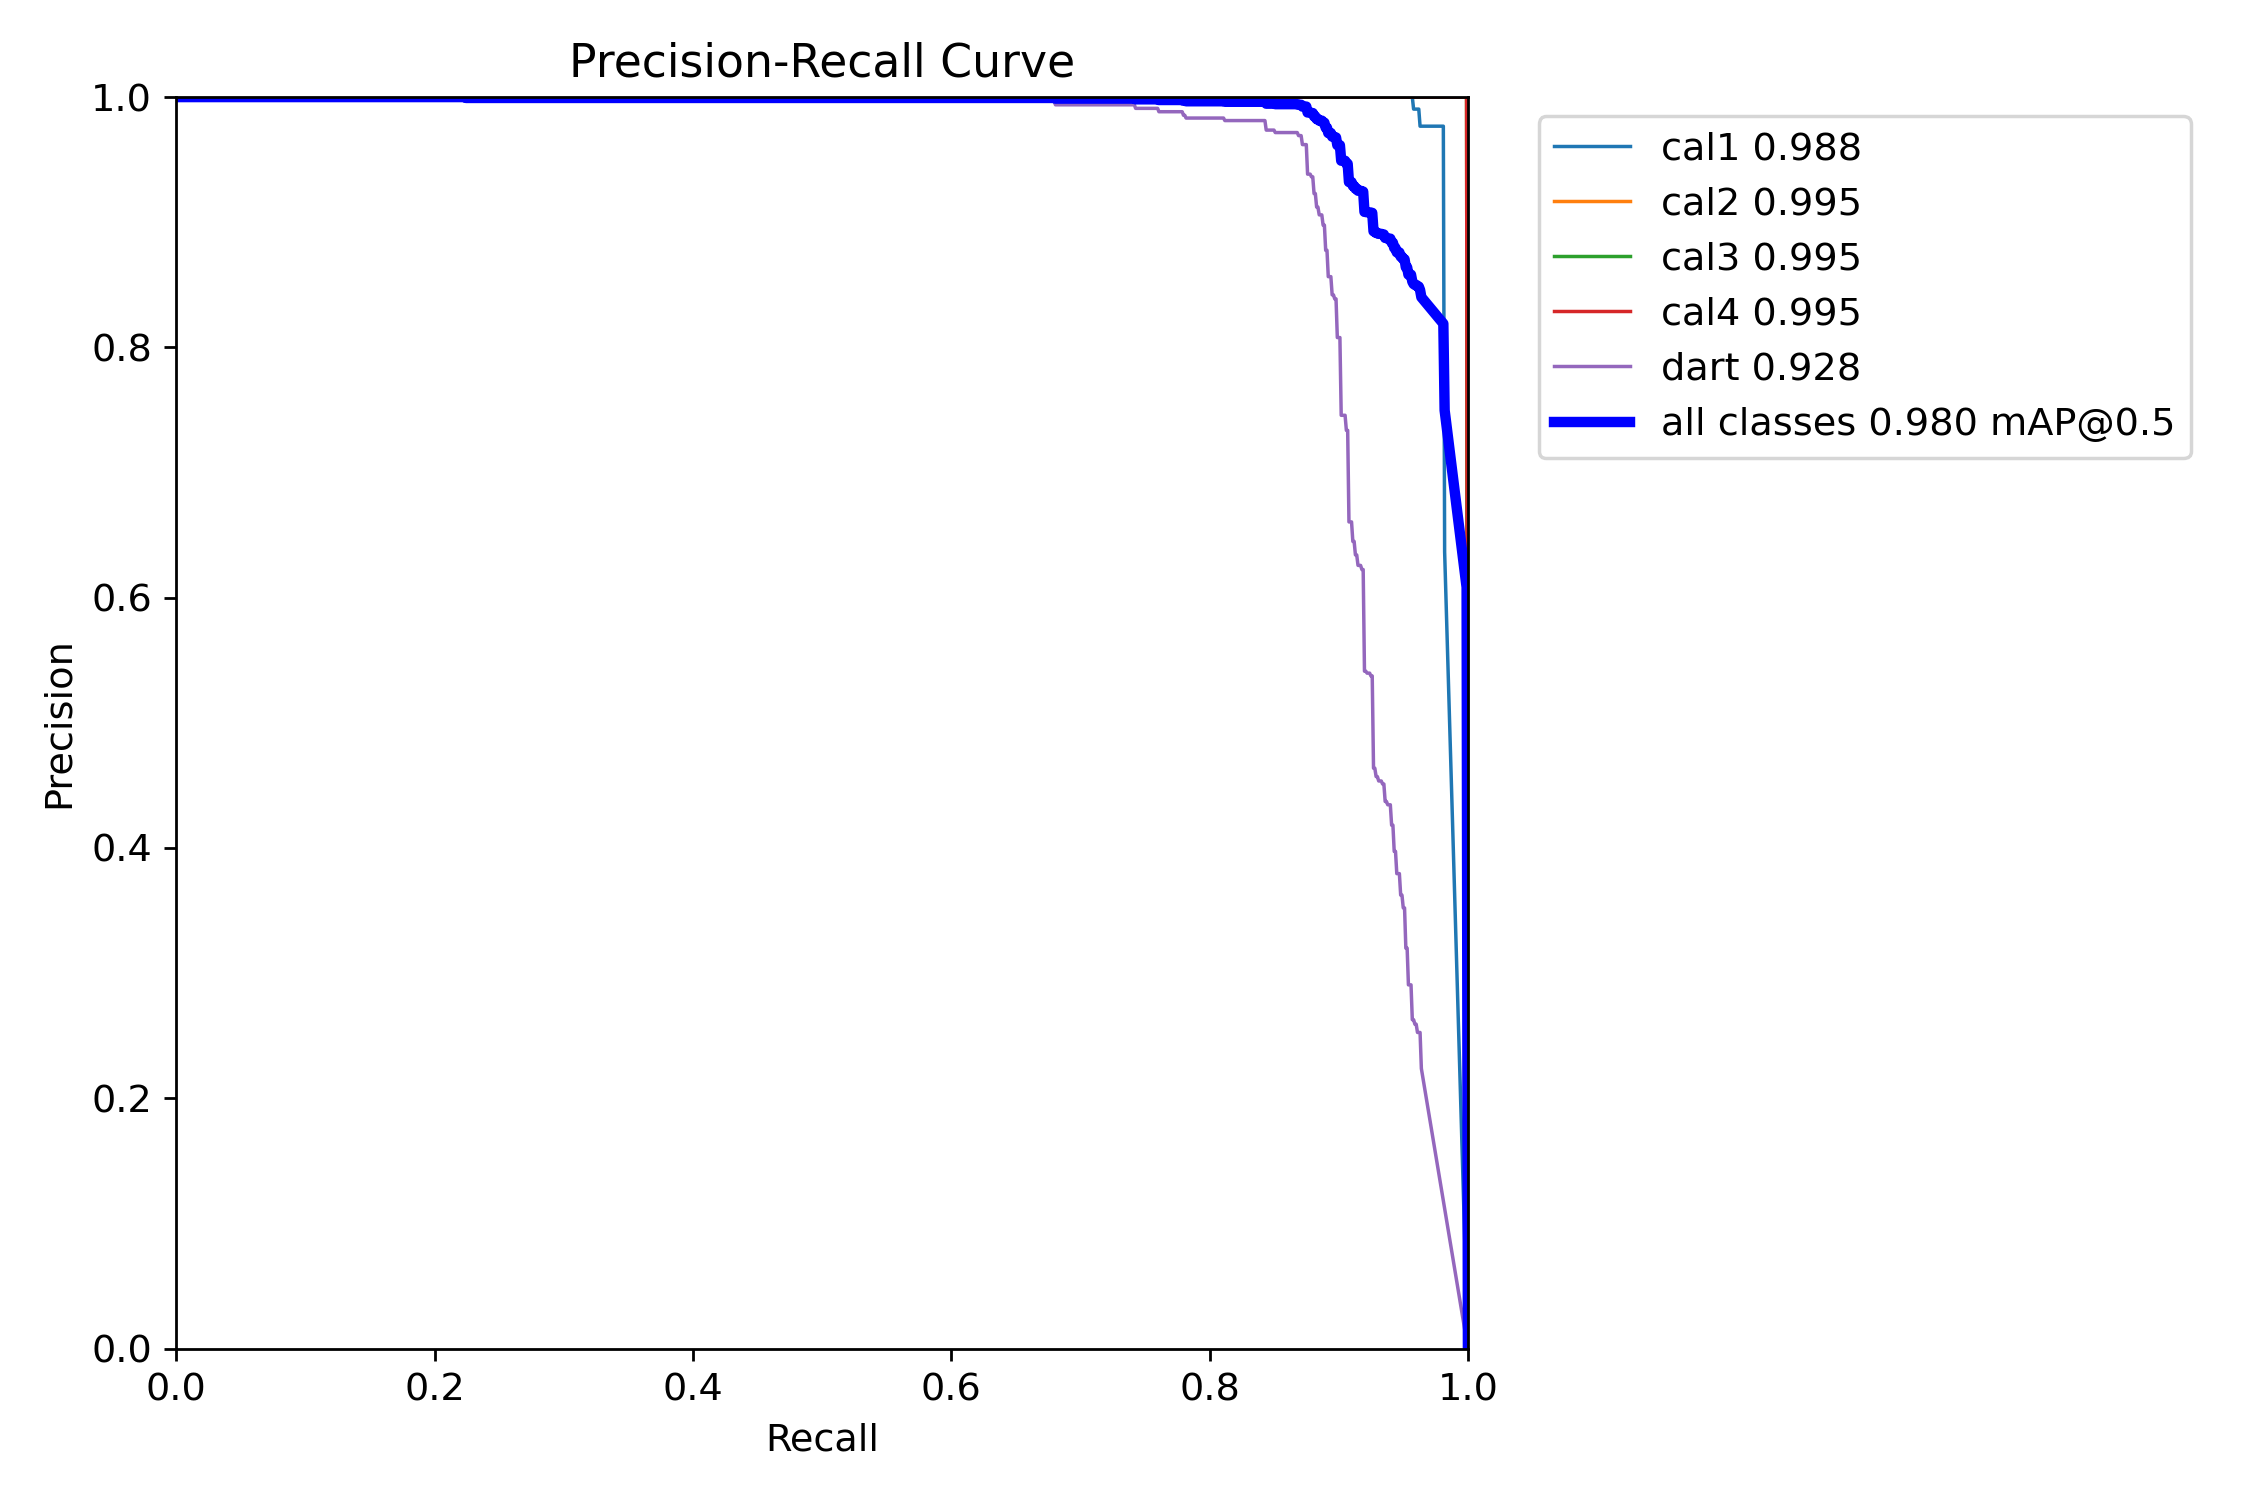 Precision-Recall Curve
1.0
0.8
0.6
0.4
0.2
0.0
Precision
0.0 0.2 0.4 0.6 0.8 1.0
Recall
cal1 0.988
cal2 0.995
cal3 0.995
cal4 0.995
dart 0.928
all classes 0.980 mAP@0.5